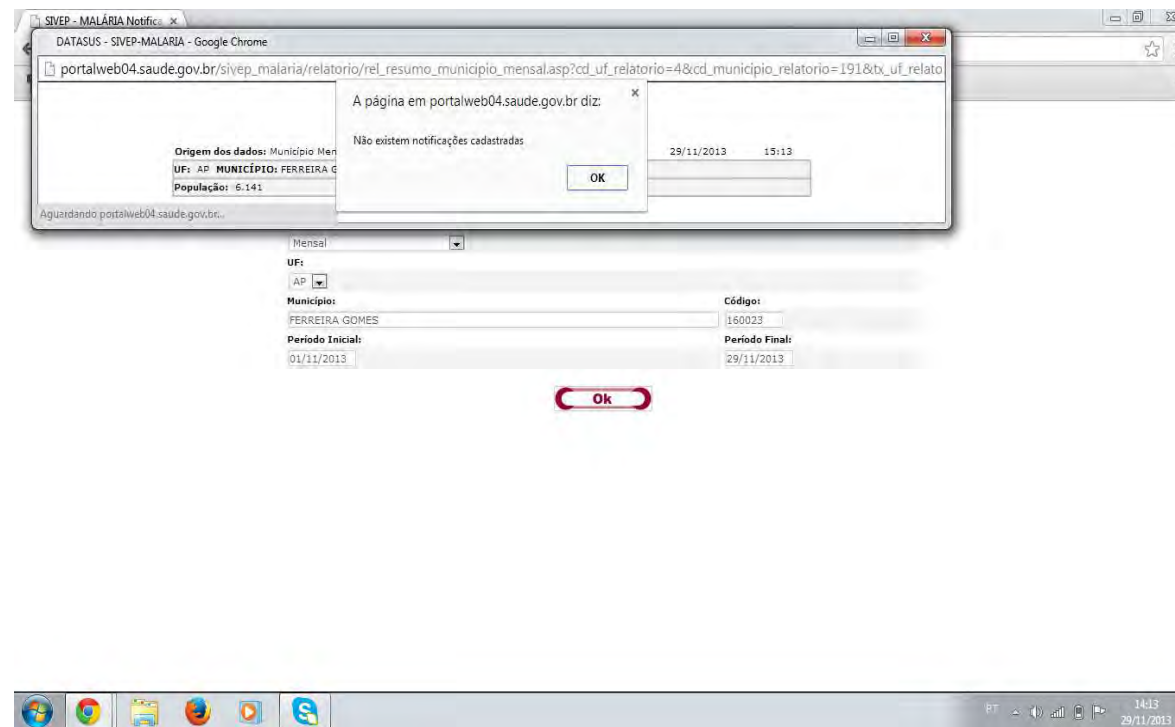 SIVEP - MALÁRIA Notifica
DATASUS - SIVEP-MALARIA - Google Chrome
portalweb04.saude.gov.br/sivep_malaria/relatorio/rel_resumo_municipio_mensal.asp?cd_uf_relatorio=4&cd_municipio_relatorio=191&tx_uf_relato
A página em portalweb04.saude.gov.br diz:
Não existem notificações cadastradas
OK
Origem dos dados: Município Men
29/11/2013 15:13
UF: AP MUNICÍPIO: FERREIRA G
População: 6.141
Aguardando portalweb04.saude.gov.br...
Mensal
UF:
AP
Município: Código:
FERREIRA GOMES 160023
Período Inicial: Período Final:
01/11/2013 29/11/2013
Ok
PT 14:13
29/11/2013